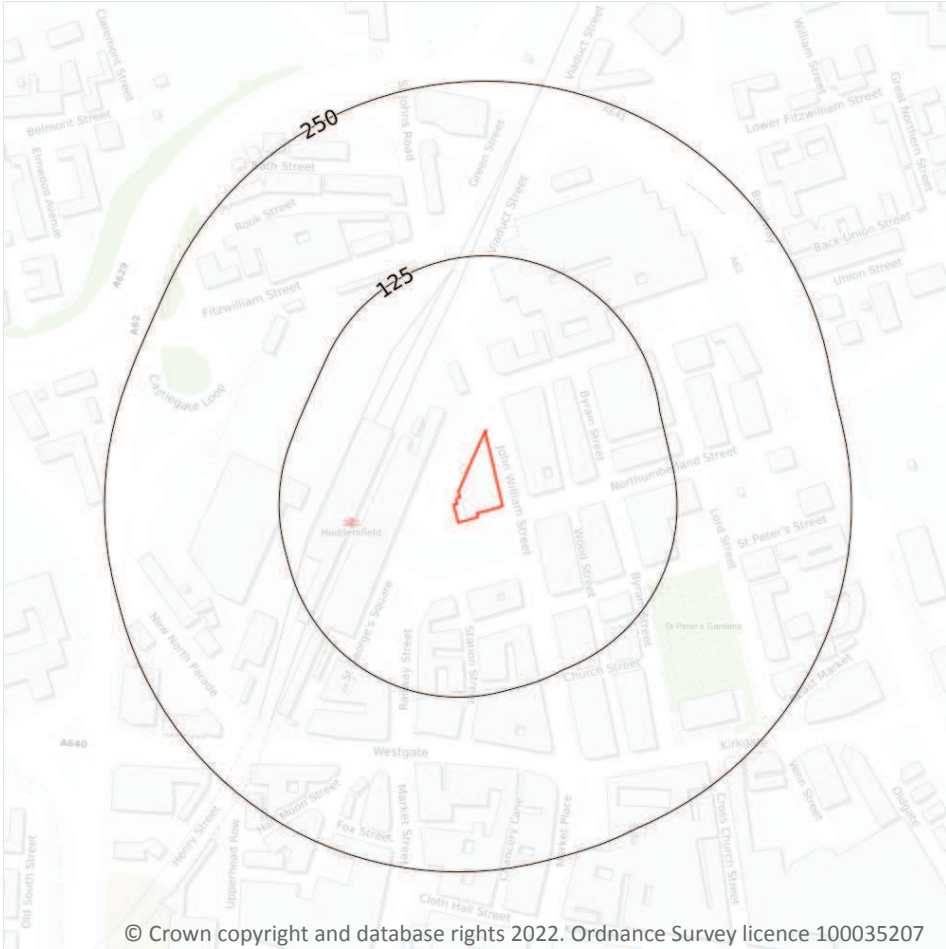 Claremont Street
Viaduct Street
William Street
250
St Johns Road
Belmont Street
Lower Fitzwilliam Street
Great Northern Street
Elmwood Avenue
Bath Street
Green Street
Rook Street
Viaduct Street
Back Union Street
A629
125
A62
Union Street
Fitzwilliam Street
A62
Castlegate Loop
Byram Street
John William Street
Northumberland Street
Huddersfield
Lord Street
St Peter's Street
Wood Street
Byram Street
St George's Square
St Peter's Gardens
New North Parade
Railway Street
Station Street
Church Street
A640
Westgate
Kirkgate
Venn Street
Oldgate
Half Moon Street
Market Street
Chancery Lane
Market Place
Cross Church Street
Henry Street
Fox Street
Upperhead Row
Old South Street
Cloth Hall Street
© Crown copyright and database rights 2022. Ordnance Survey licence 100035207